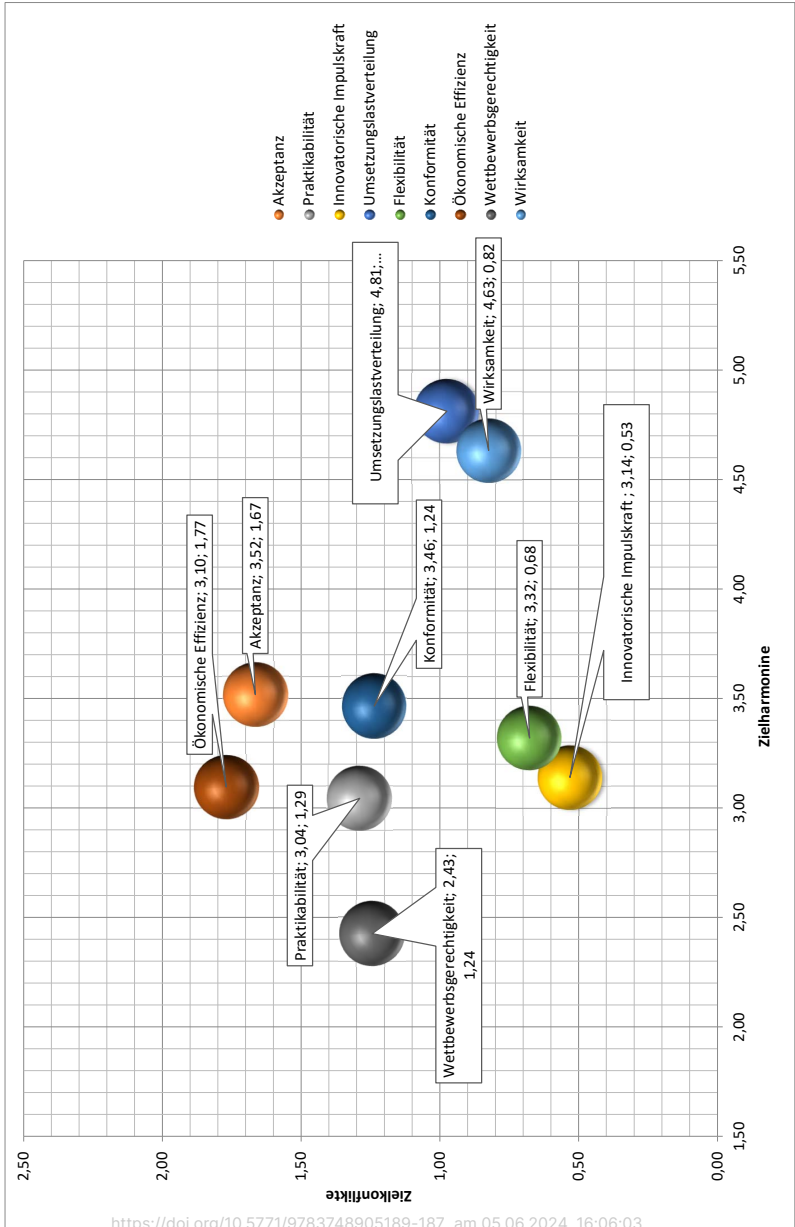 2,50
2,00
1,50
1,00
0,50
0,00
Zielkonflikte
1,50
2,00
2,50
3,00
3,50
4,00
4,50
5,00
5,50
Zielharmonine
Ökonomische Effizienz; 3,10; 1,77
Akzeptanz; 3,52; 1,67
Praktikabilität; 3,04; 1,29
Konformität; 3,46; 1,24
Wettbewerbsgerechtigkeit; 2,43;
1,24
Umsetzungslastverteilung; 4,81;...
Wirksamkeit; 4,63; 0,82
Flexibilität; 3,32; 0,68
Innovatorische Impulskraft ; 3,14; 0,53
Akzeptanz
Praktikabilität
Innovatorische Impulskraft
Umsetzungslastverteilung
Flexibilität
Konformität
Ökonomische Effizienz
Wettbewerbsgerechtigkeit
Wirksamkeit
https://doi.org/10.5771/9783748905189-187, am 05.06.2024, 16:06:03